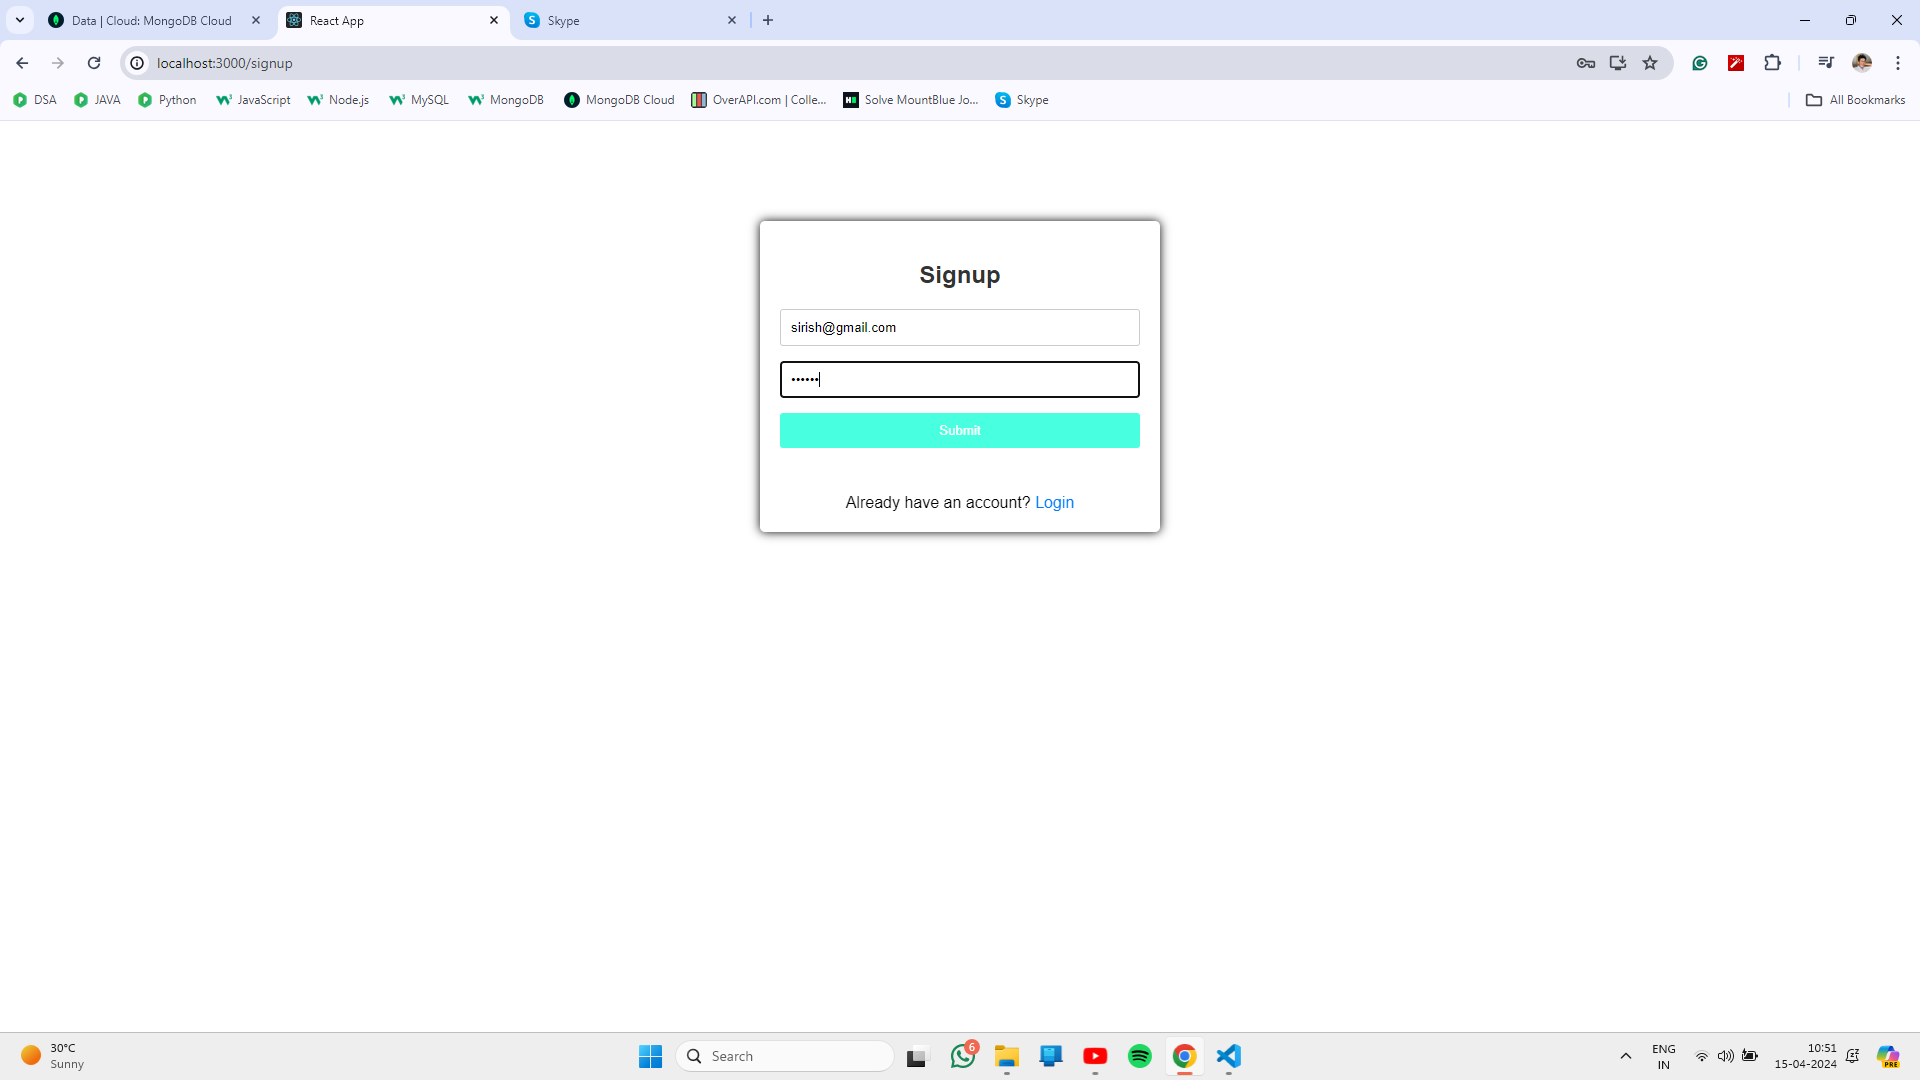 Data | Cloud: MongoDB Cloud
React App
Skype
localhost:3000/signup
DSA
JAVA
Python
JavaScript
Node.js
MySQL
MongoDB
MongoDB Cloud
OverAPI.com | Colle...
Solve MountBlue Jo...
Skype
All Bookmarks
Signup
sirish@gmail.com
••••••
Submit
Already have an account? Login
30°C
Sunny
Search
6
ENG
IN
10:51
15-04-2024
PRE